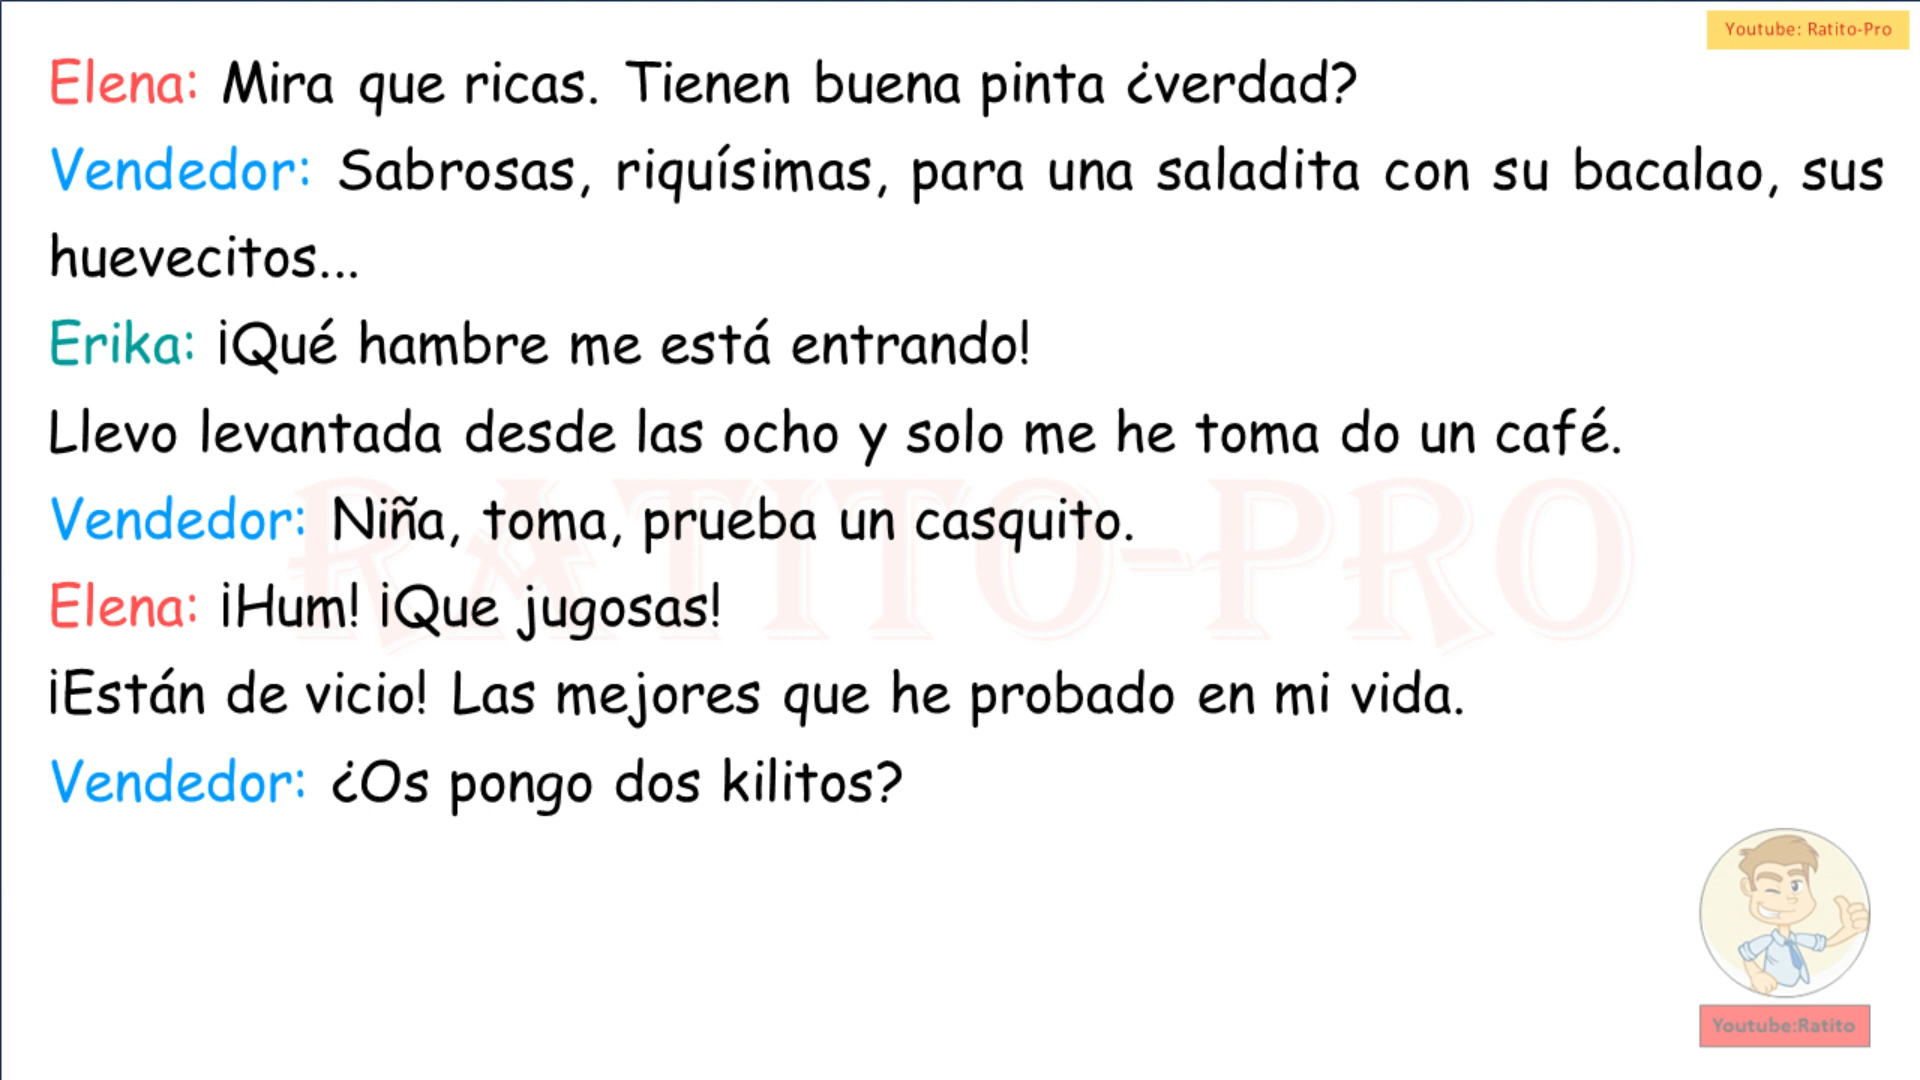 Youtube: Ratito-Pro
Elena: Mira que ricas. Tienen buena pinta ¿verdad?
Vendedor: Sabrosas, riquísimas, para una saladita con su bacalao, sus
huevecitos...
Erika: ¡Qué hambre me está entrando!
Llevo levantada desde las ocho y solo me he toma do un café.
Vendedor: Niña, toma, prueba un casquito.
Elena: ¡Hum! ¡Que jugosas!
¡Están de vicio! Las mejores que he probado en mi vida.
Vendedor: ¿Os pongo dos kilitos?
RATITO-PRO
Youtube:Ratito